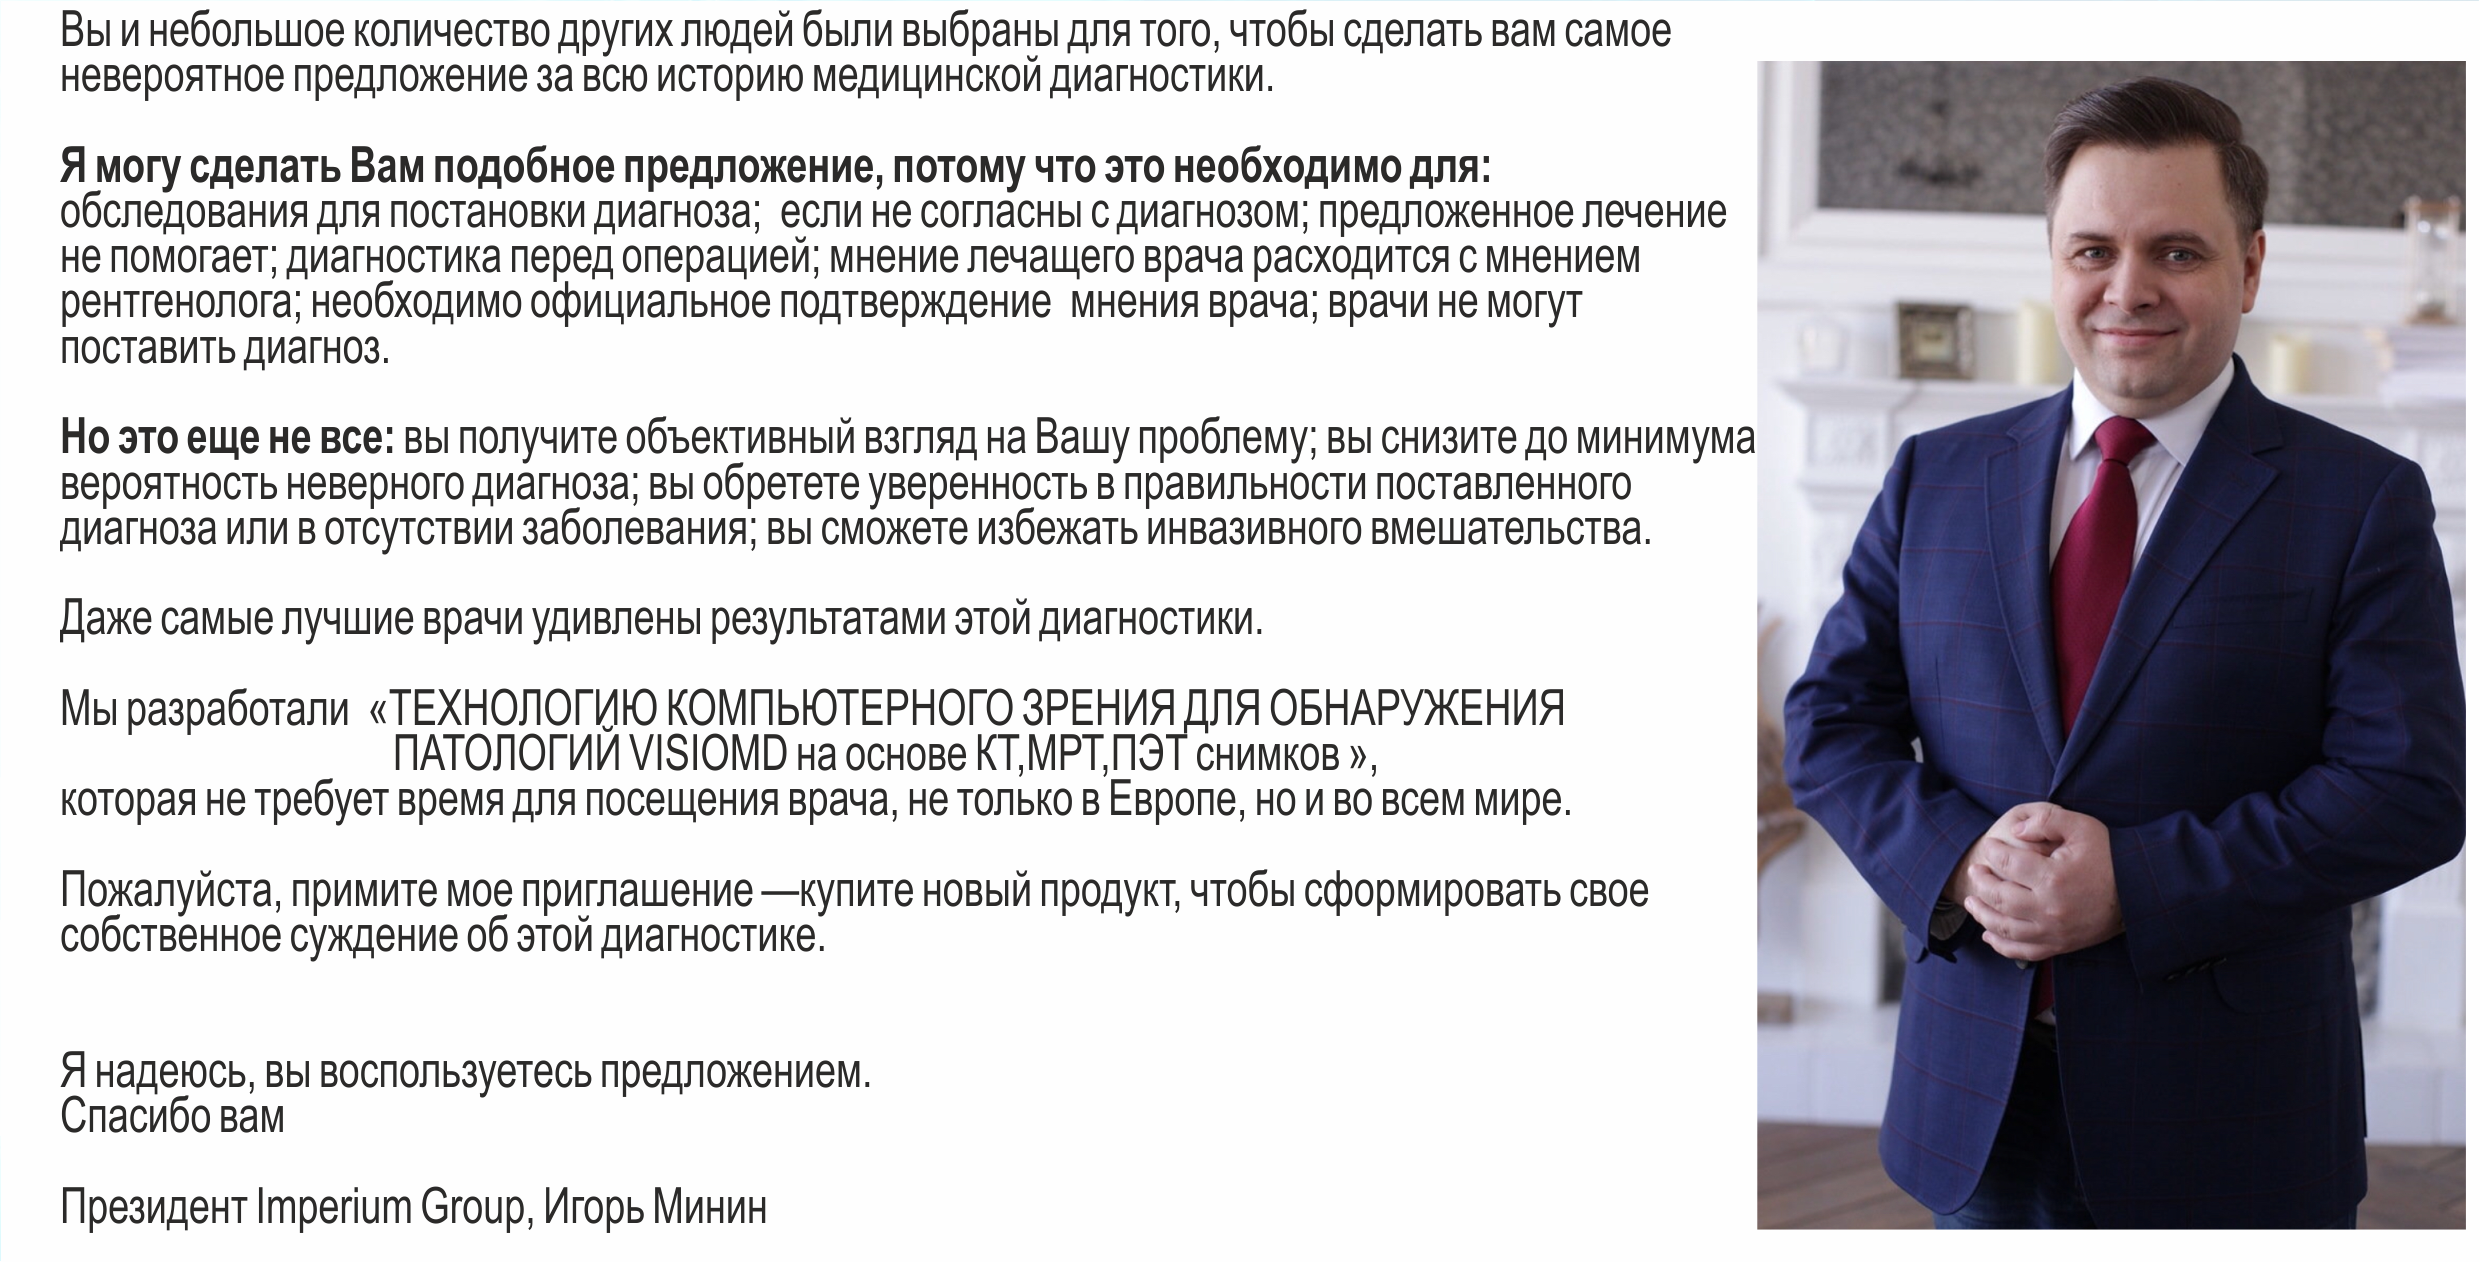 Вы и небольшое количество других людей были выбраны для того, чтобы сделать вам самое
невероятное предложение за всю историю медицинской диагностики.
Я могу сделать Вам подобное предложение, потому что это необходимо для:
обследования для постановки диагноза;  если не согласны с диагнозом; предложенное лечение
не помогает; диагностика перед операцией; мнение лечащего врача расходится с мнением
рентгенолога; необходимо официальное подтверждение  мнения врача; врачи не могут
поставить диагноз.
Но это еще не все: вы получите объективный взгляд на Вашу проблему; вы снизите до минимума
вероятность неверного диагноза; вы обретете уверенность в правильности поставленного
диагноза или в отсутствии заболевания; вы сможете избежать инвазивного вмешательства.
Даже самые лучшие врачи удивлены результатами этой диагностики.
Мы разработали  «ТЕХНОЛОГИЮ КОМПЬЮТЕРНОГО ЗРЕНИЯ ДЛЯ ОБНАРУЖЕНИЯ
ПАТОЛОГИЙ VISIOMD на основе КТ,МРТ,ПЭТ снимков »,
которая не требует время для посещения врача, не только в Европе, но и во всем мире.
Пожалуйста, примите мое приглашение —купите новый продукт, чтобы сформировать свое
собственное суждение об этой диагностике.
Я надеюсь, вы воспользуетесь предложением.
Спасибо вам
Президент Imperium Group, Игорь Минин